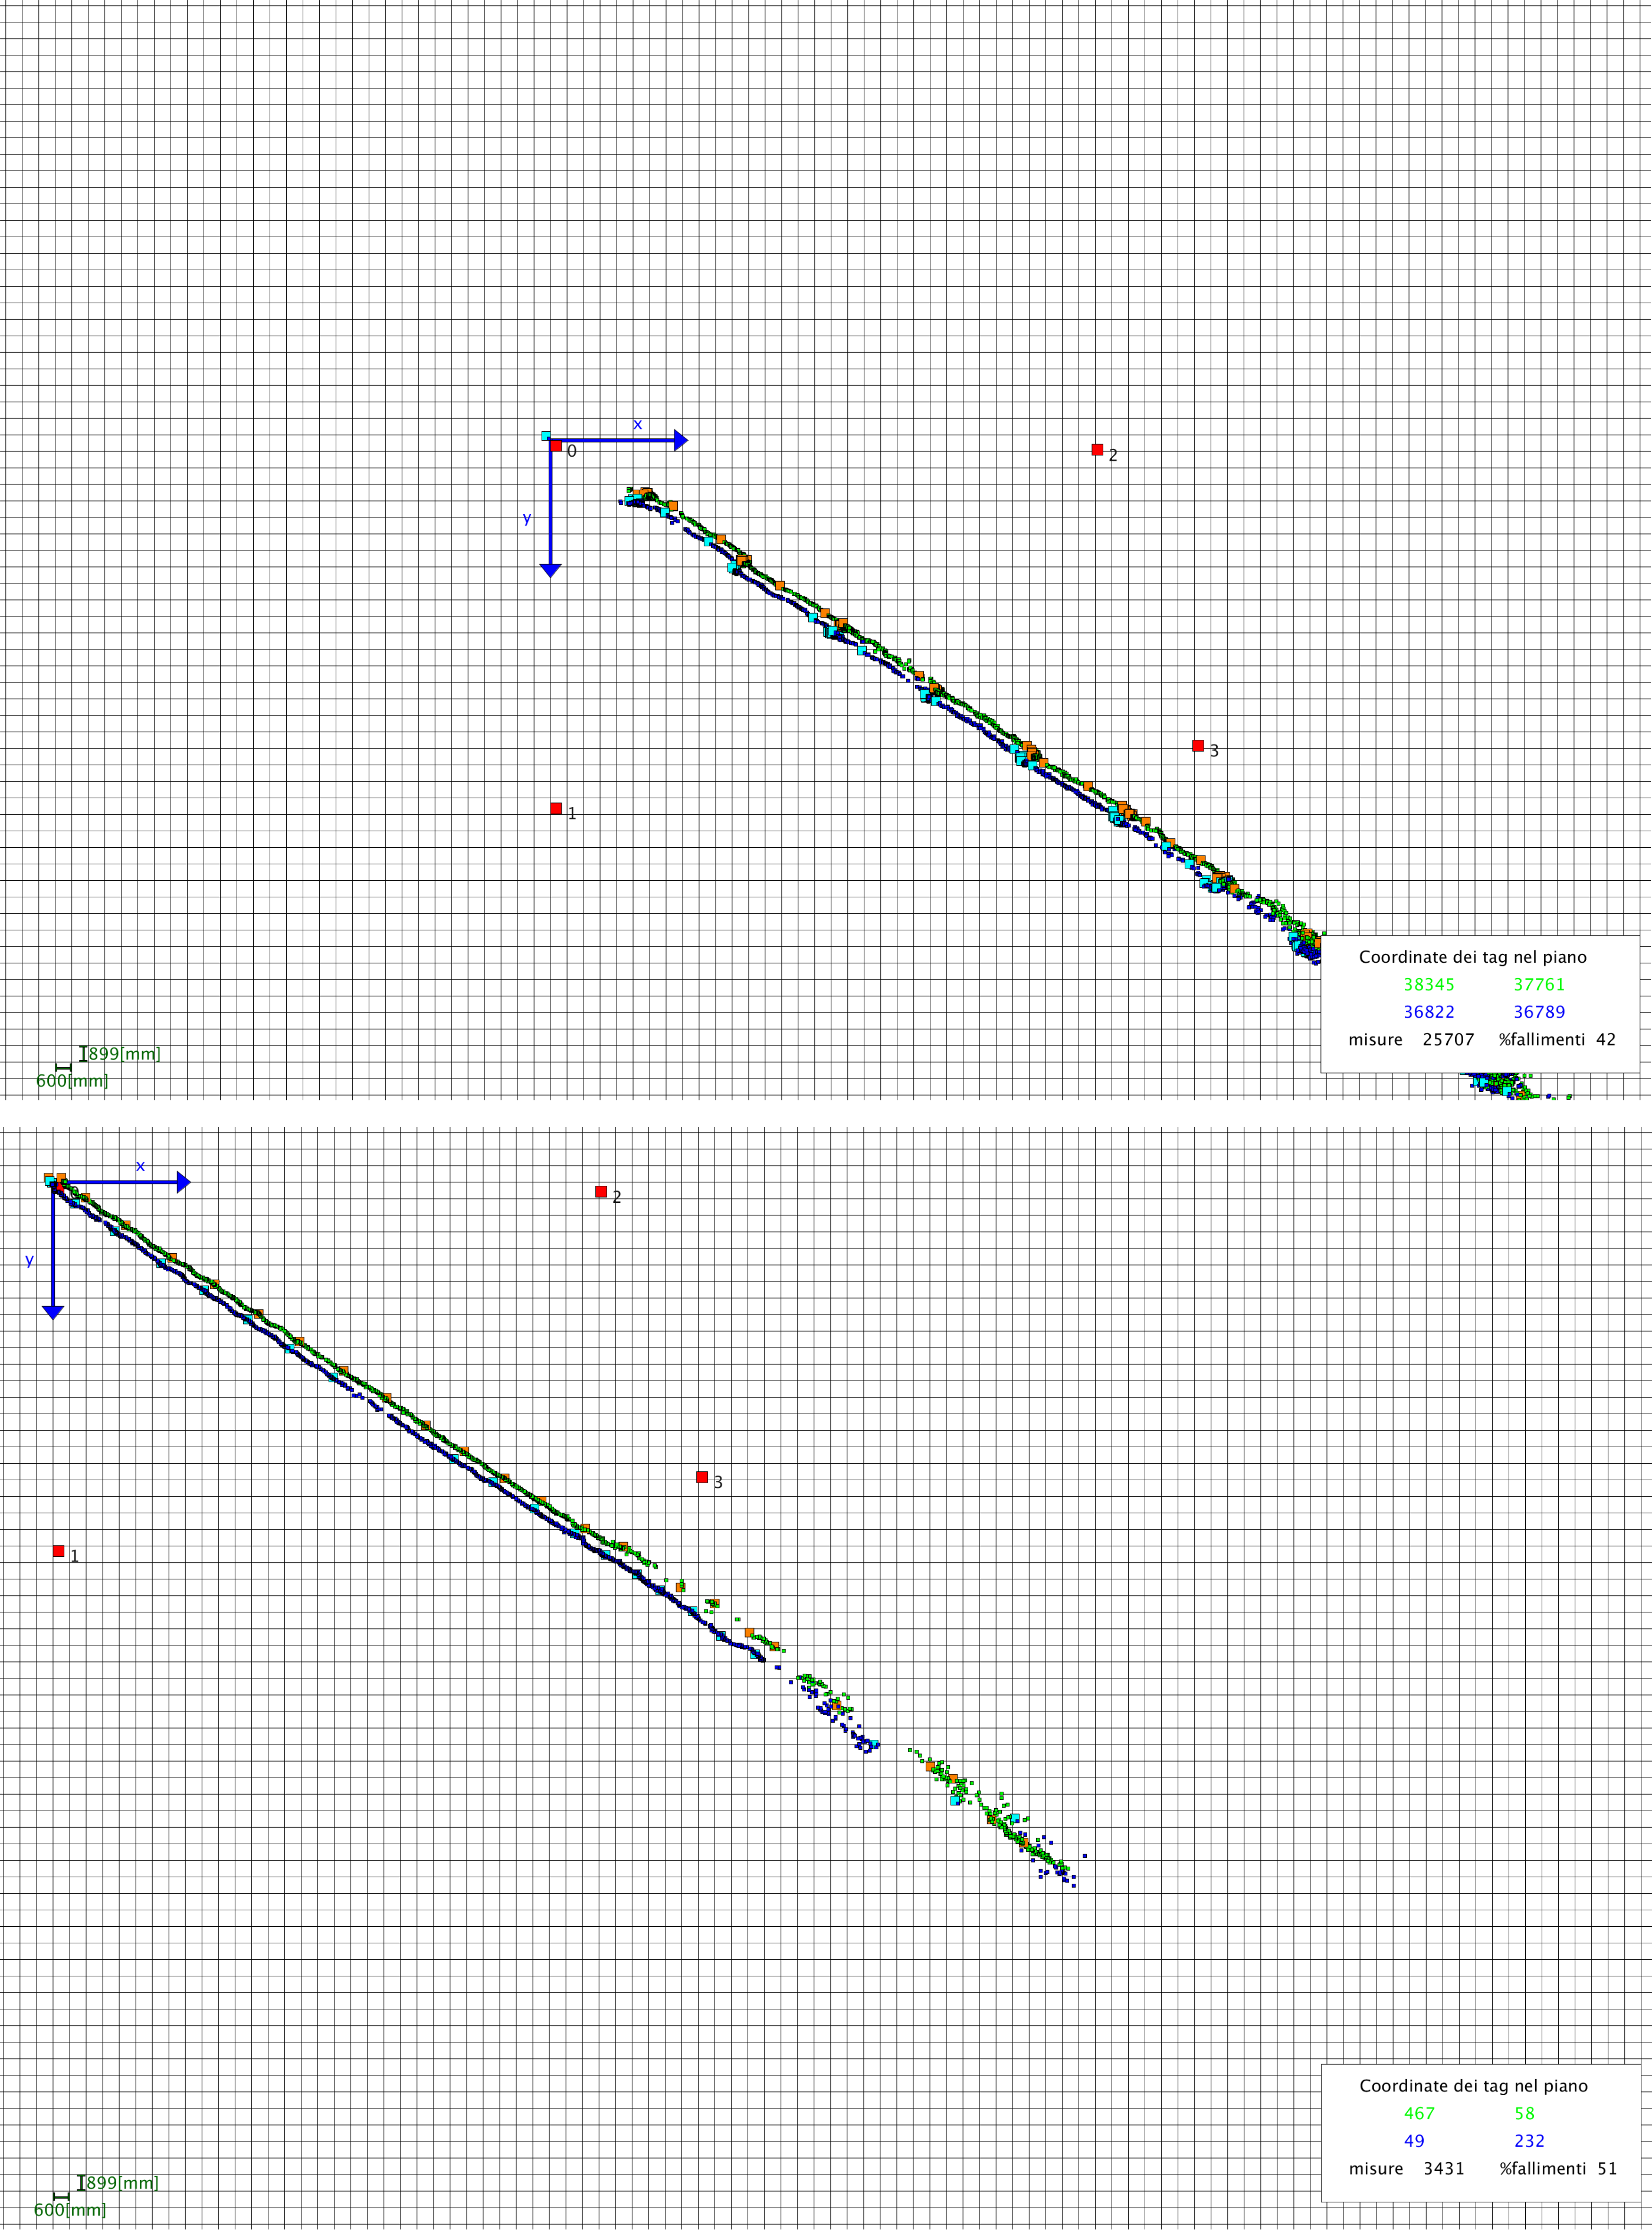 x
0
2
y
3
1
Coordinate dei tag nel piano
38345 37761
36822 36789
misure 25707 %fallimenti 42
899[mm]
600[mm]
x
2
y
3
1
Coordinate dei tag nel piano
467 58
49 232
misure 3431 %fallimenti 51
899[mm]
600[mm]